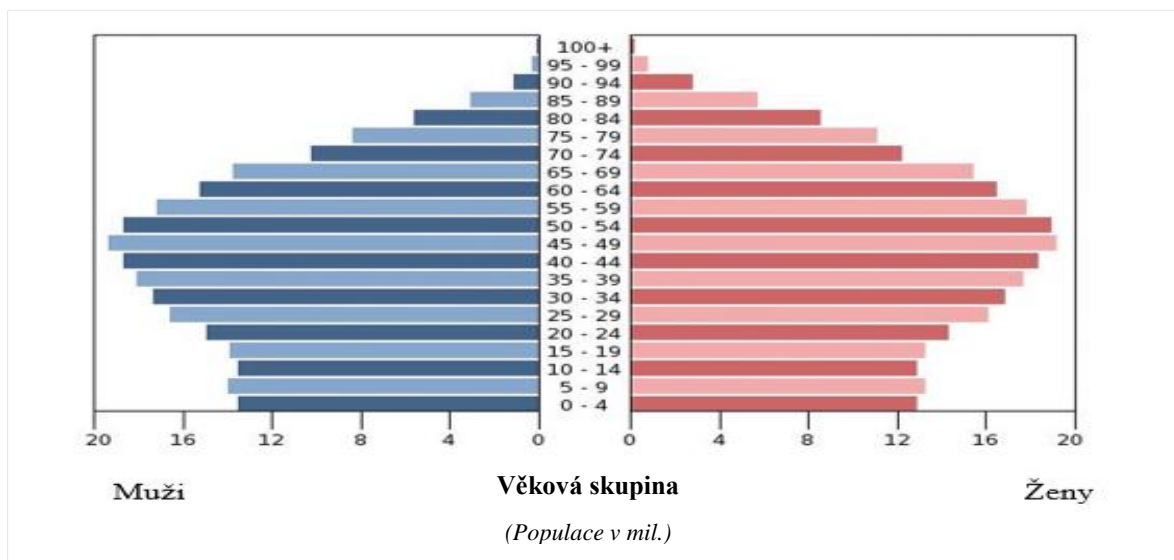 100+
95 - 99
90 - 94
85 - 89
80 - 84
75 - 79
70 - 74
65 - 69
60 - 64
55 - 59
50 - 54
45 - 49
40 - 44
35 - 39
30 - 34
25 - 29
20 - 24
15 - 19
10 - 14
5 - 9
0 - 4
20 16 12 8 4 0 0 4 8 12 16 20
Muži Věková skupina Ženy
(Populace v mil.)